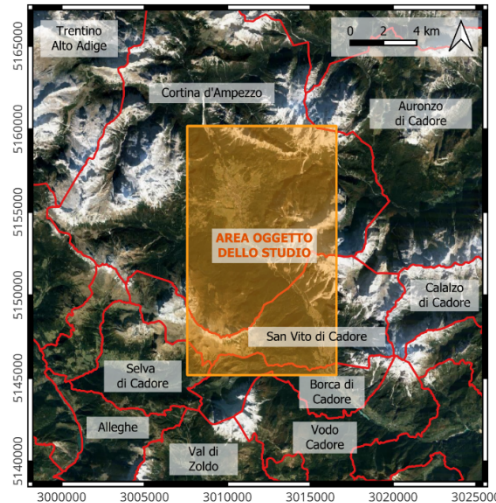 Trentino
Alto Adige
0 2 4 km
Cortina d'Ampezzo
Auronzo
di Cadore
AREA OGGETTO
DELLO STUDIO
Calalzo
di Cadore
San Vito di Cadore
Selva
di Cadore
Borca di
Cadore
Alleghe
Vodo
Cadore
Val di
Zoldo
5165000
5160000
5155000
5150000
5145000
5140000
3000000 3005000 3010000 3015000 3020000 3025000